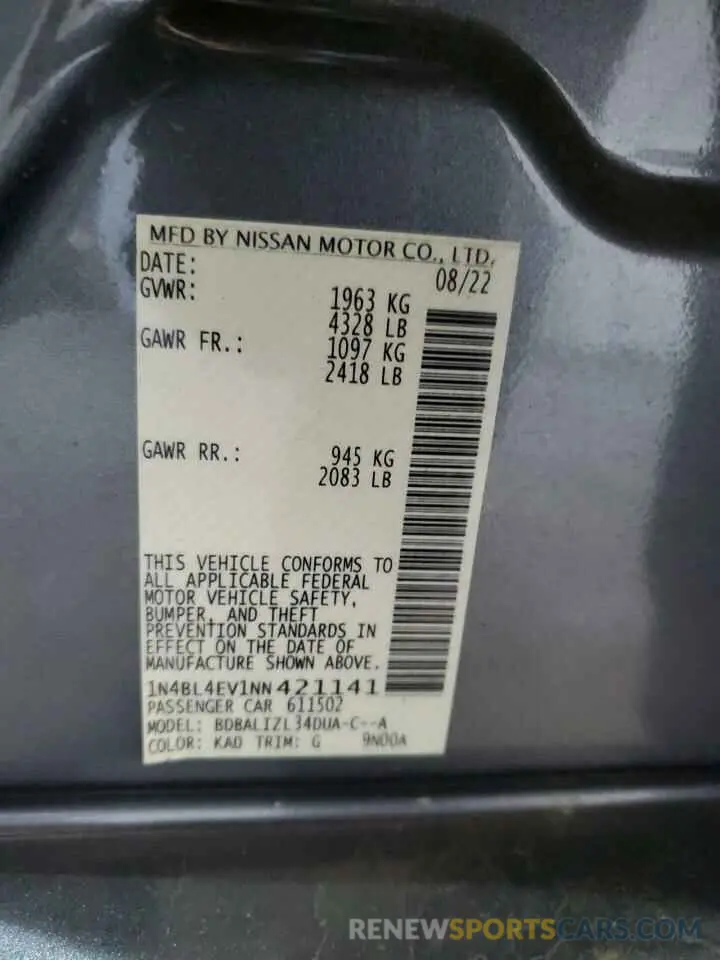 MFD BY NISSAN MOTOR CO., LTD.
DATE: 08/22
GVWR: 1963 KG
4328 LB
GAWR FR.: 1097 KG
2418 LB
GAWR RR.: 945 KG
2083 LB
THIS VEHICLE CONFORMS TO
ALL APPLICABLE FEDERAL
MOTOR VEHICLE SAFETY,
BUMPER, AND THEFT
PREVENTION STANDARDS IN
EFFECT ON THE DATE OF
MANUFACTURE SHOWN ABOVE.
1N4BL4EV1NN421141
PASSENGER CAR 611502
MODEL: BDBALIZL34DUA-C--A
COLOR: KAD TRIM: G 9N00A
RENEWSPORTSCARS.COM